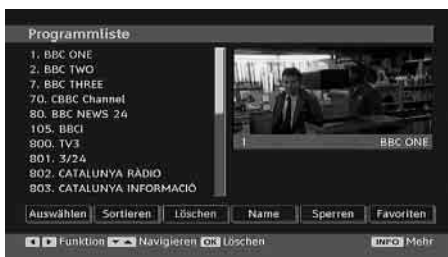 Programmliste
1. BBC ONE
2. BBC TWO
7. BBC THREE
70. CBBC Channel
80. BBC NEWS 24
105. BBCI
800. TV3
801. 3/24
802. CATALUNYA RÀDIO
803. CATALUNYA INFORMACIÓ
1 BBC ONE
Auswählen Sortieren Löschen Name Sperren Favoriten
Funktion Navigieren OK Löschen INFO Mehr